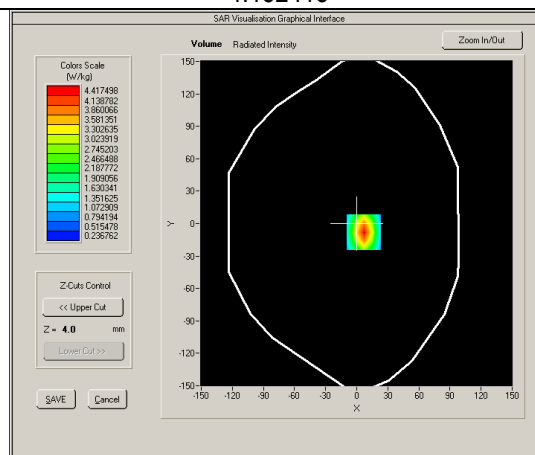 SAR Visualisation Graphical Interface
Volume Radiated Intensity
Zoom In/Out
Colors Scale
(W/kg)
4.417498
4.138782
3.860066
3.581351
3.302635
3.023919
2.745203
2.466488
2.187772
1.909056
1.630341
1.351625
1.072909
0.794194
0.515478
0.236762
Z-Cuts Control
<< Upper Cut
Z = 4.0 mm
Lower Cut >>
SAVE
Cancel
150-
120-
90-
60-
30-
0-
-30-
-60-
-90-
-120-
-150-
Y
-150 -120 -90 -60 -30 0 30 60 90 120 150
X